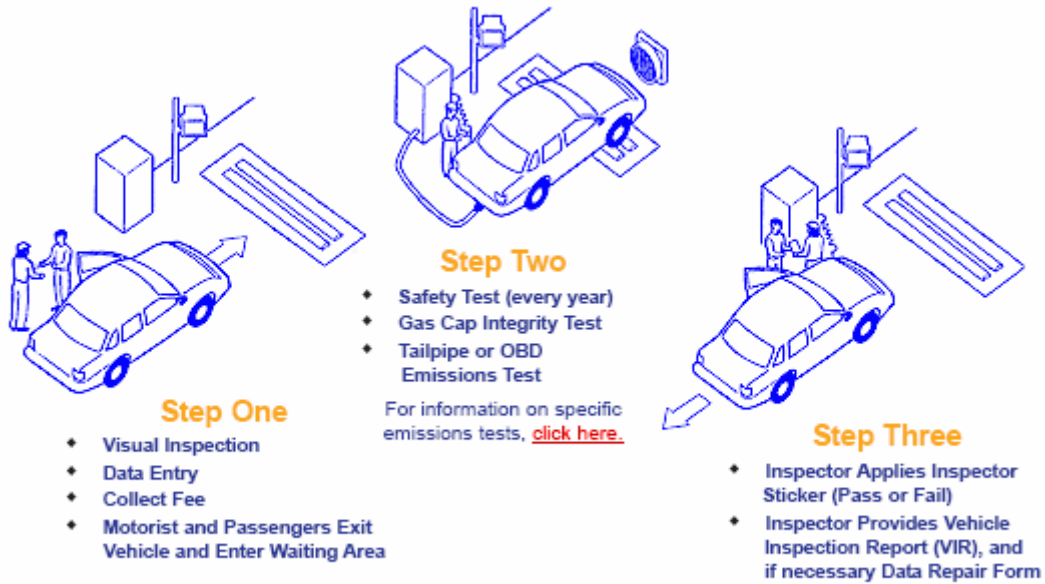 Step One
Visual Inspection
Data Entry
Collect Fee
Motorist and Passengers Exit
Vehicle and Enter Waiting Area
Step Two
Safety Test (every year)
Gas Cap Integrity Test
Tailpipe or OBD
Emissions Test
For information on specific
emissions tests, click here.
Step Three
Inspector Applies Inspector
Sticker (Pass or Fail)
Inspector Provides Vehicle
Inspection Report (VIR), and
if necessary Data Repair Form